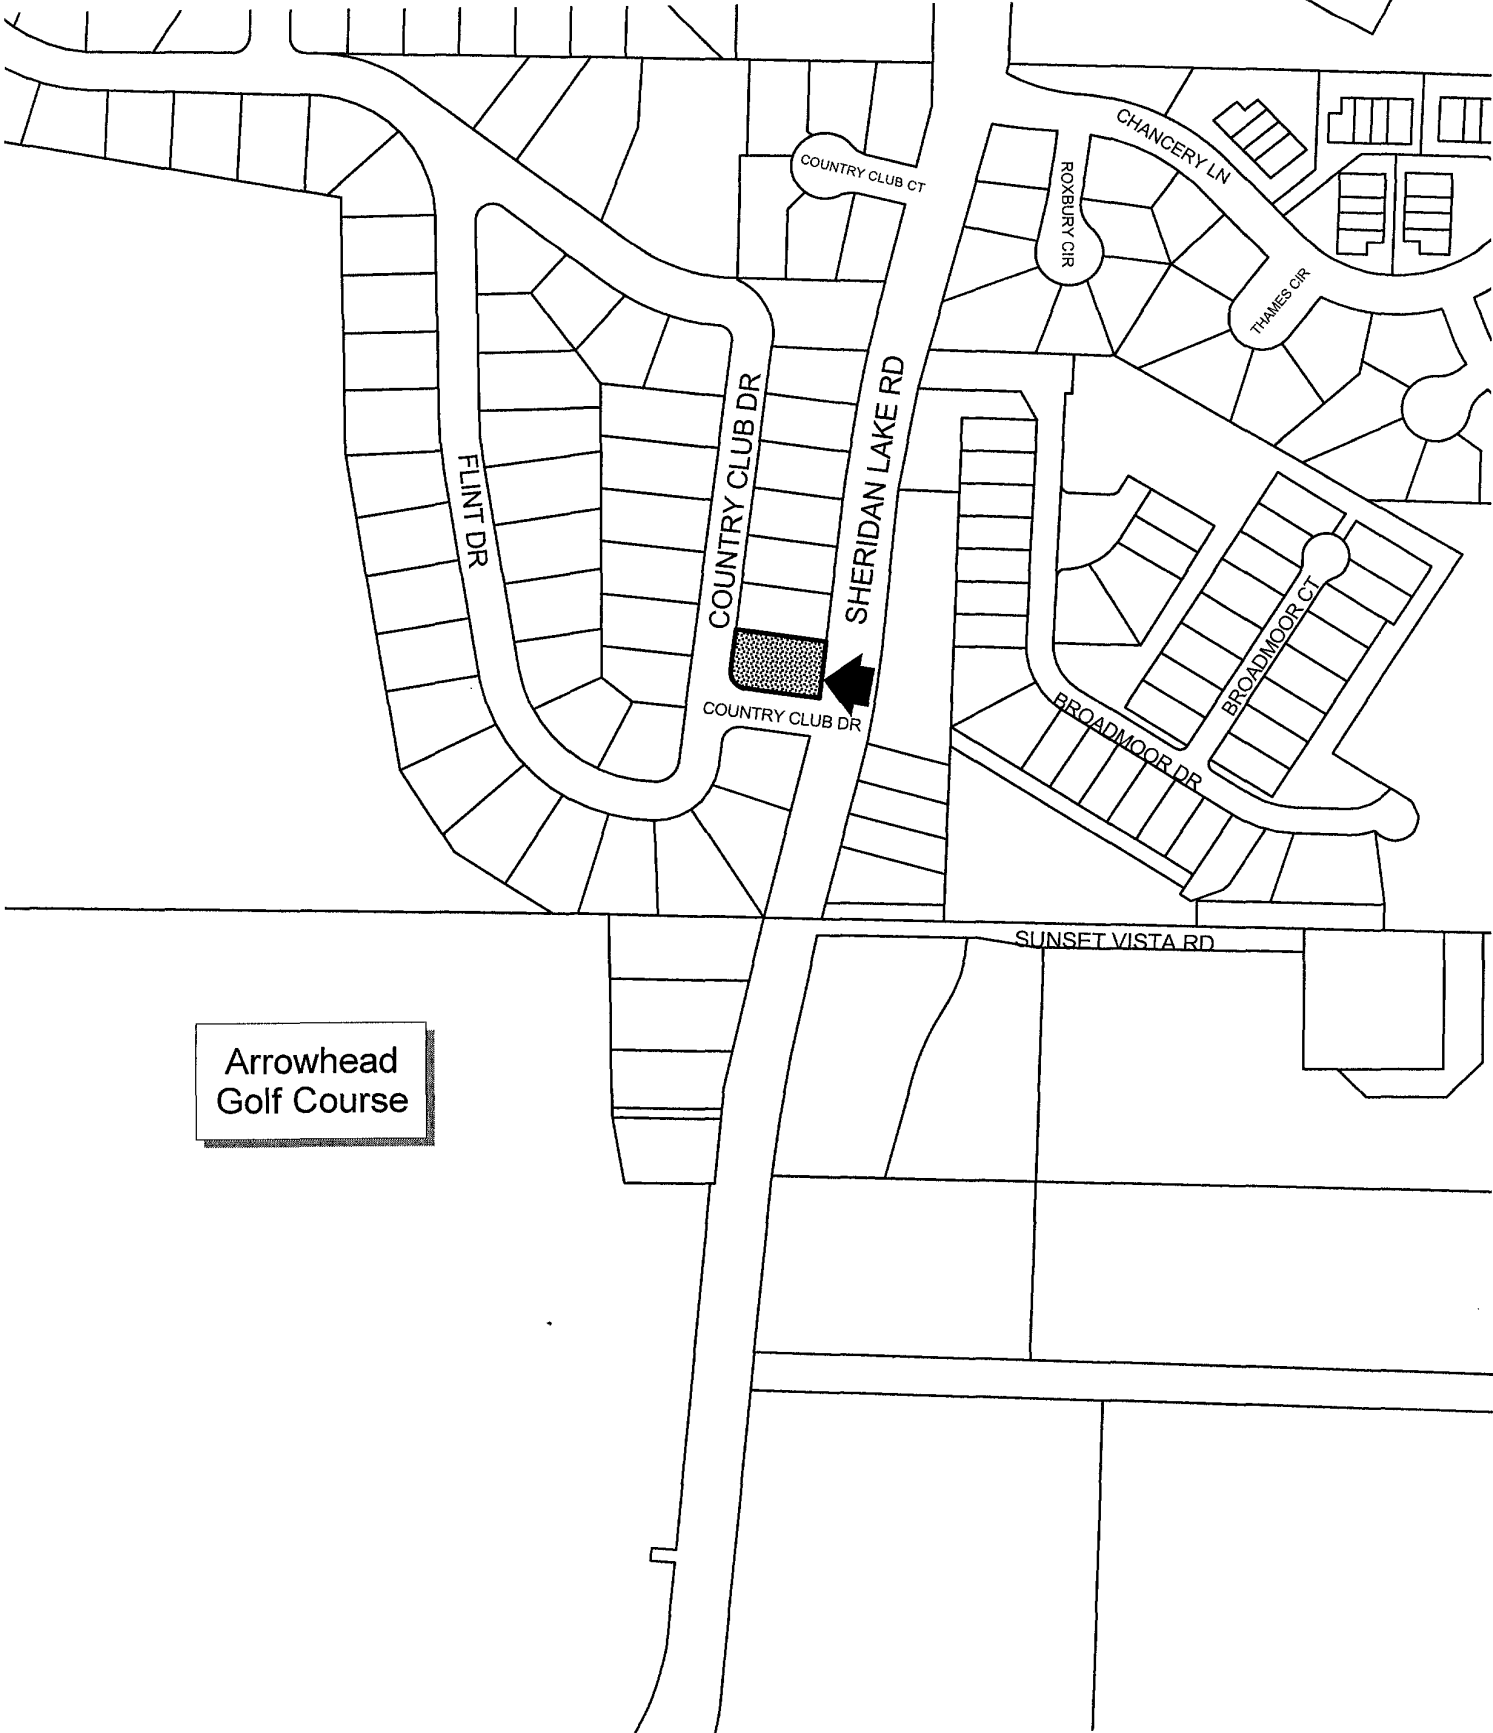 CHANCERY LN
COUNTRY CLUB CT
ROXBURY CIR
THAMES CIR
COUNTRY CLUB DR
SHERIDAN LAKE RD
FLINT DR
BROADMOOR CT
COUNTRY CLUB DR
BROADMOOR DR
SUNSET VISTA RD
Arrowhead
Golf Course